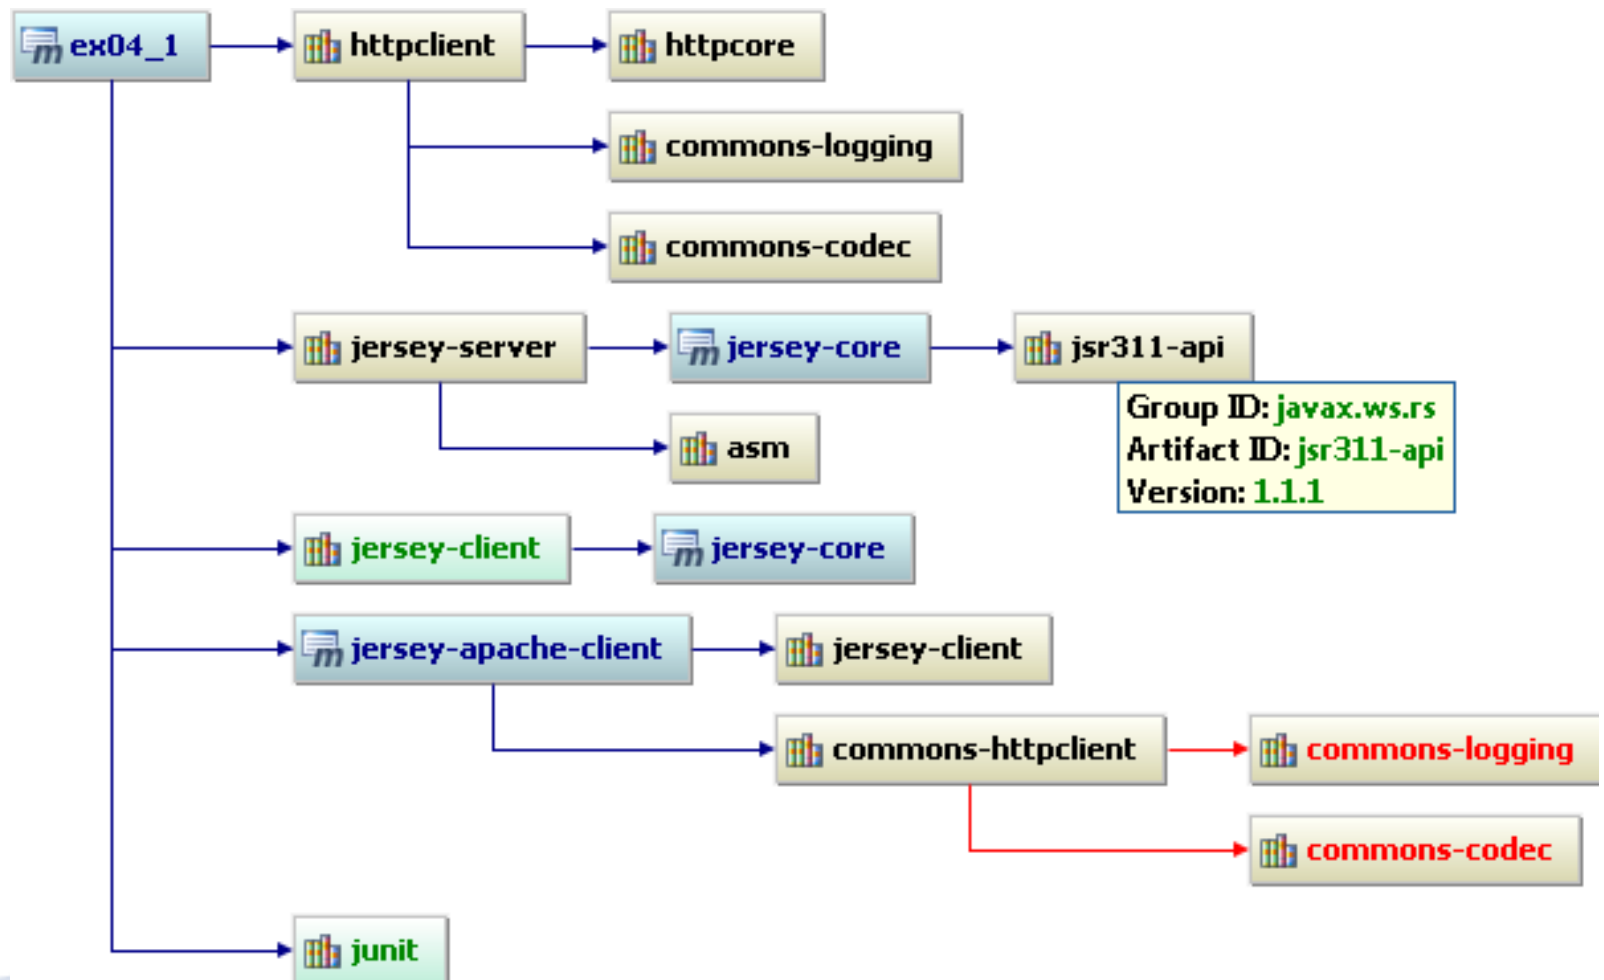 ex04_1
httpclient
httpcore
commons-logging
commons-codec
jersey-server
jersey-core
jsr311-api
Group ID: javax.ws.rs
Artifact ID: jsr311-api
Version: 1.1.1
asm
jersey-client
jersey-core
jersey-apache-client
jersey-client
commons-httpclient
commons-logging
commons-codec
junit